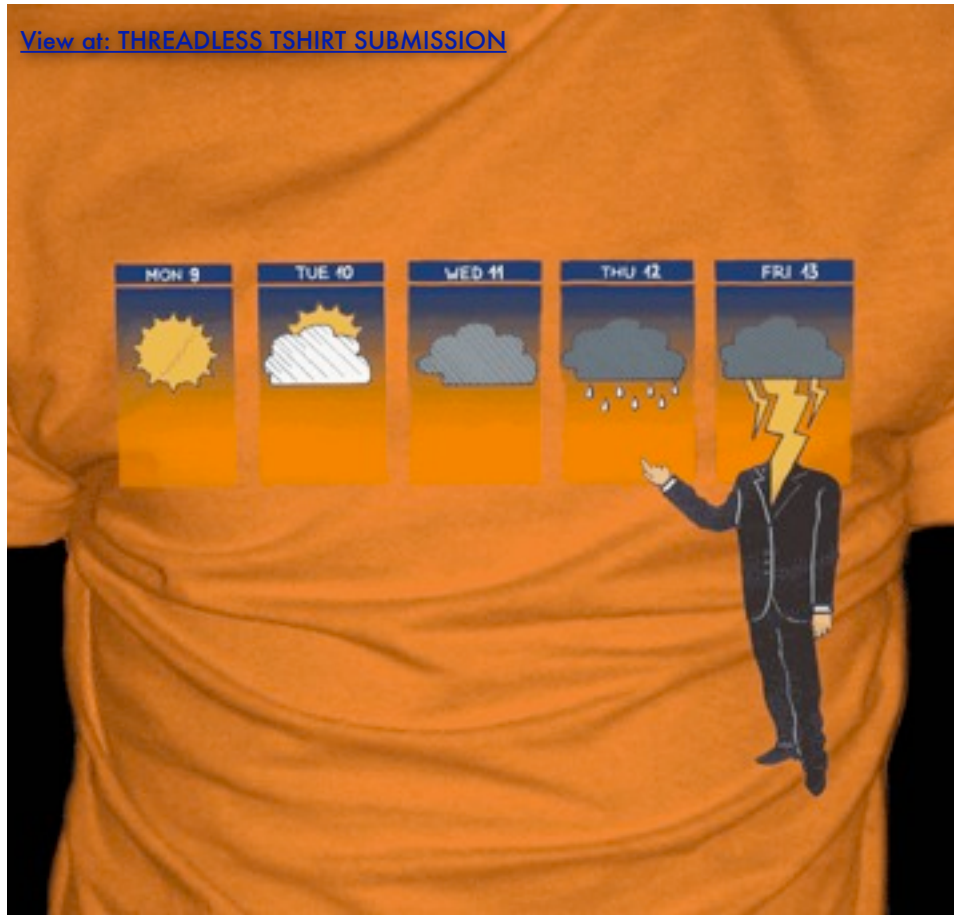 View at: THREADLESS TSHIRT SUBMISSION
MON 9
TUE 10
WED 11
THU 12
FRI 13